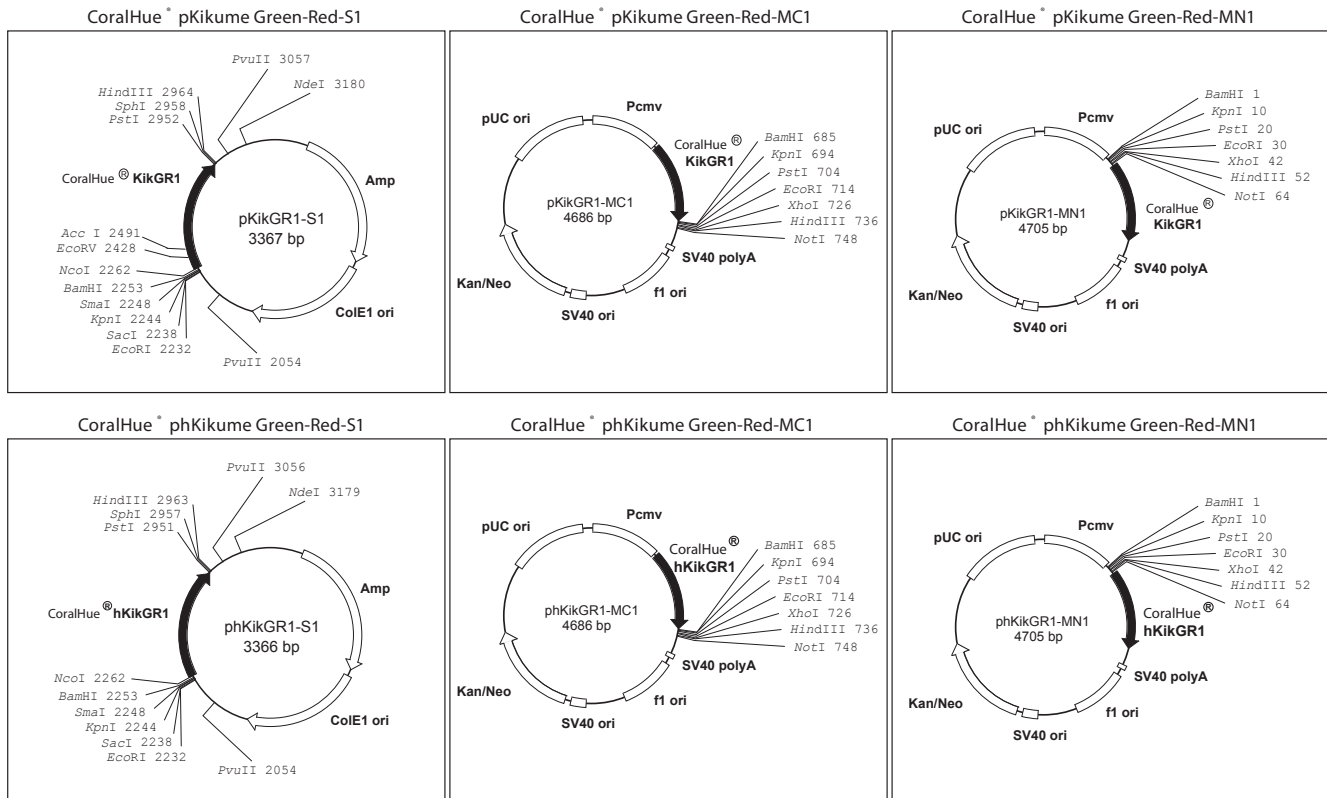 CoralHue ® pKikume Green-Red-S1
PvuII 3057
NdeI 3180
HindIII 2964
SphI 2958
PstI 2952
CoralHue ® KikGR1
Amp
pKikGR1-S1
3367 bp
Acc I 2491
EcoRV 2428
NcoI 2262
BamHI 2253
SmaI 2248
KpnI 2244
SacI 2238
EcoRI 2232
ColE1 ori
PvuII 2054
CoralHue ® pKikume Green-Red-MC1
Pcmv
pUC ori
CoralHue ®
KikGR1
BamHI 685
KpnI 694
PstI 704
EcoRI 714
XhoI 726
HindIII 736
NotI 748
pKikGR1-MC1
4686 bp
SV40 polyA
Kan/Neo
f1 ori
SV40 ori
CoralHue ® pKikume Green-Red-MN1
BamHI 1
KpnI 10
PstI 20
EcoRI 30
XhoI 42
HindIII 52
NotI 64
Pcmv
pUC ori
CoralHue ®
KikGR1
pKikGR1-MN1
4705 bp
SV40 polyA
Kan/Neo
f1 ori
SV40 ori
CoralHue ® phKikume Green-Red-S1
PvuII 3056
NdeI 3179
HindIII 2963
SphI 2957
PstI 2951
Amp
CoralHue ® hKikGR1
phKikGR1-S1
3366 bp
NcoI 2262
BamHI 2253
SmaI 2248
KpnI 2244
SacI 2238
EcoRI 2232
ColE1 ori
PvuII 2054
CoralHue ® phKikume Green-Red-MC1
Pcmv
pUC ori
CoralHue ®
hKikGR1
BamHI 685
KpnI 694
PstI 704
EcoRI 714
XhoI 726
HindIII 736
NotI 748
phKikGR1-MC1
4686 bp
SV40 polyA
Kan/Neo
f1 ori
SV40 ori
CoralHue ® phKikume Green-Red-MN1
BamHI 1
KpnI 10
PstI 20
EcoRI 30
XhoI 42
HindIII 52
NotI 64
Pcmv
pUC ori
CoralHue ®
hKikGR1
phKikGR1-MN1
4705 bp
SV40 polyA
Kan/Neo
f1 ori
SV40 ori